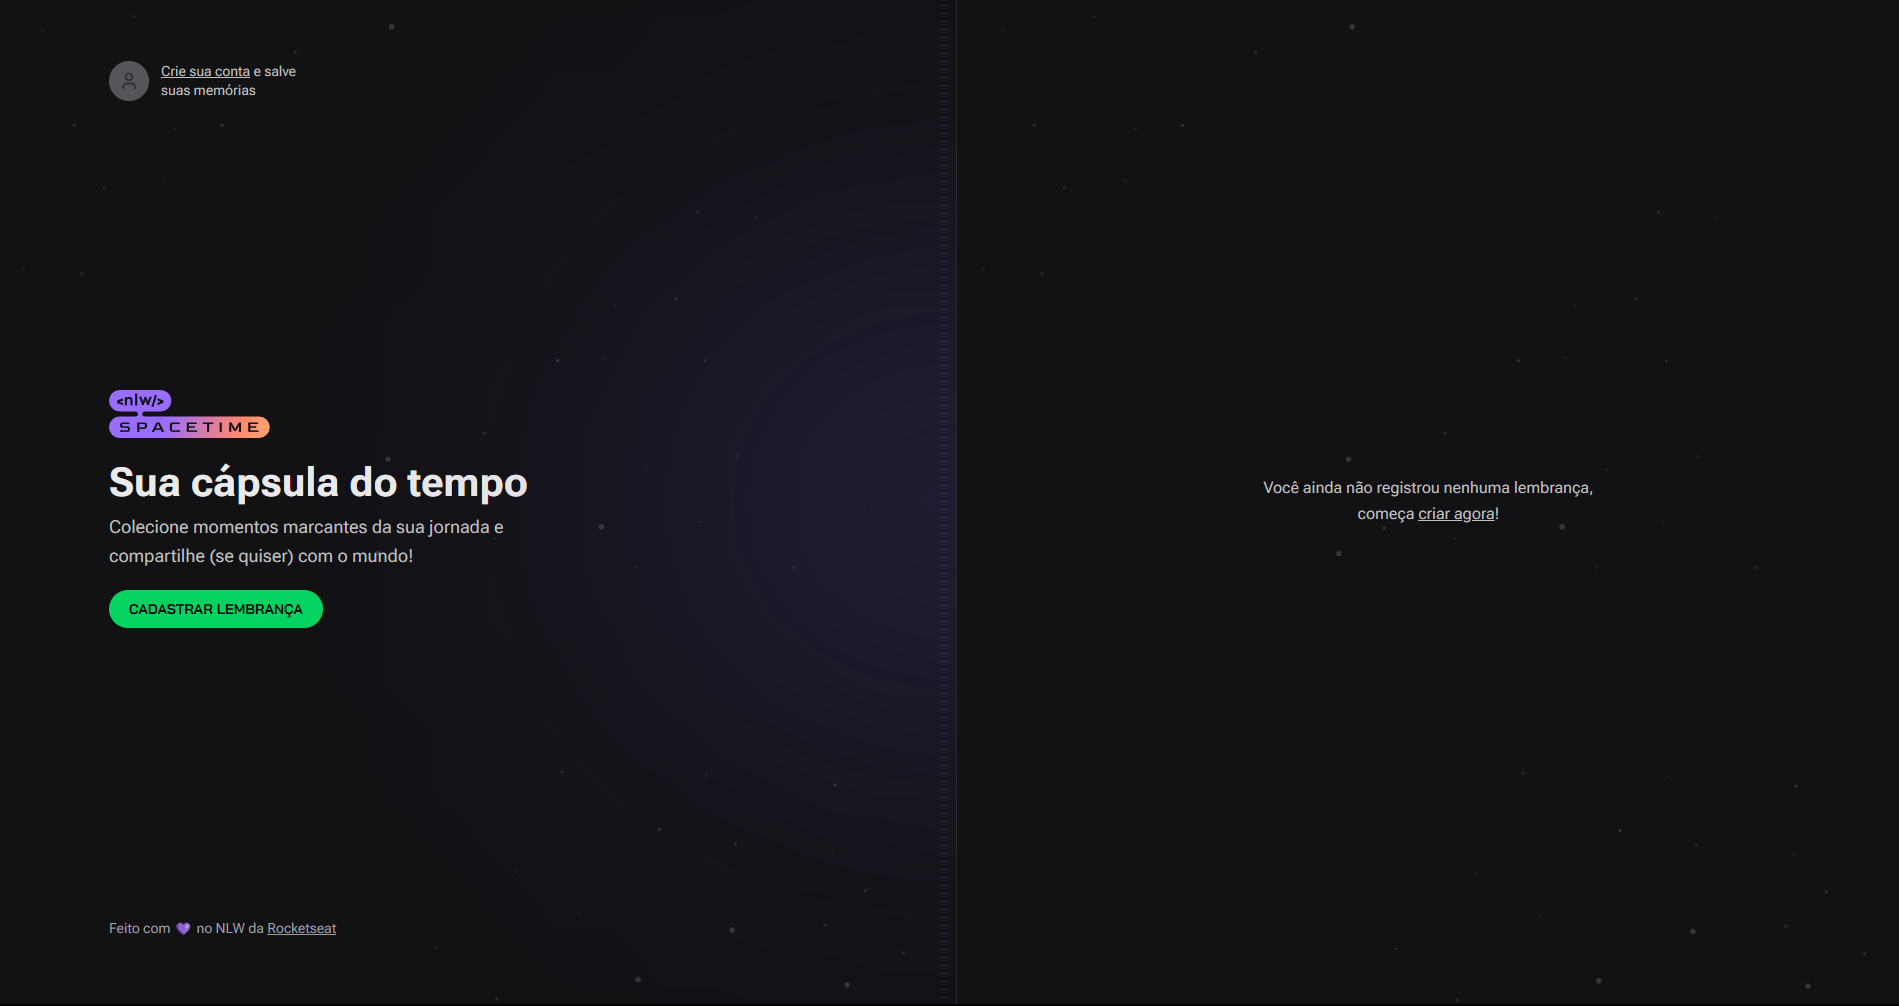 Crie sua conta e salve
suas memórias
<nlw/>
SPACETIME
Sua cápsula do tempo
Colecione momentos marcantes da sua jornada e
compartilhe (se quiser) com o mundo!
CADASTRAR LEMBRANÇA
Feito com 💜 no NLW da Rocketseat
Você ainda não registrou nenhuma lembrança,
começa criar agora!